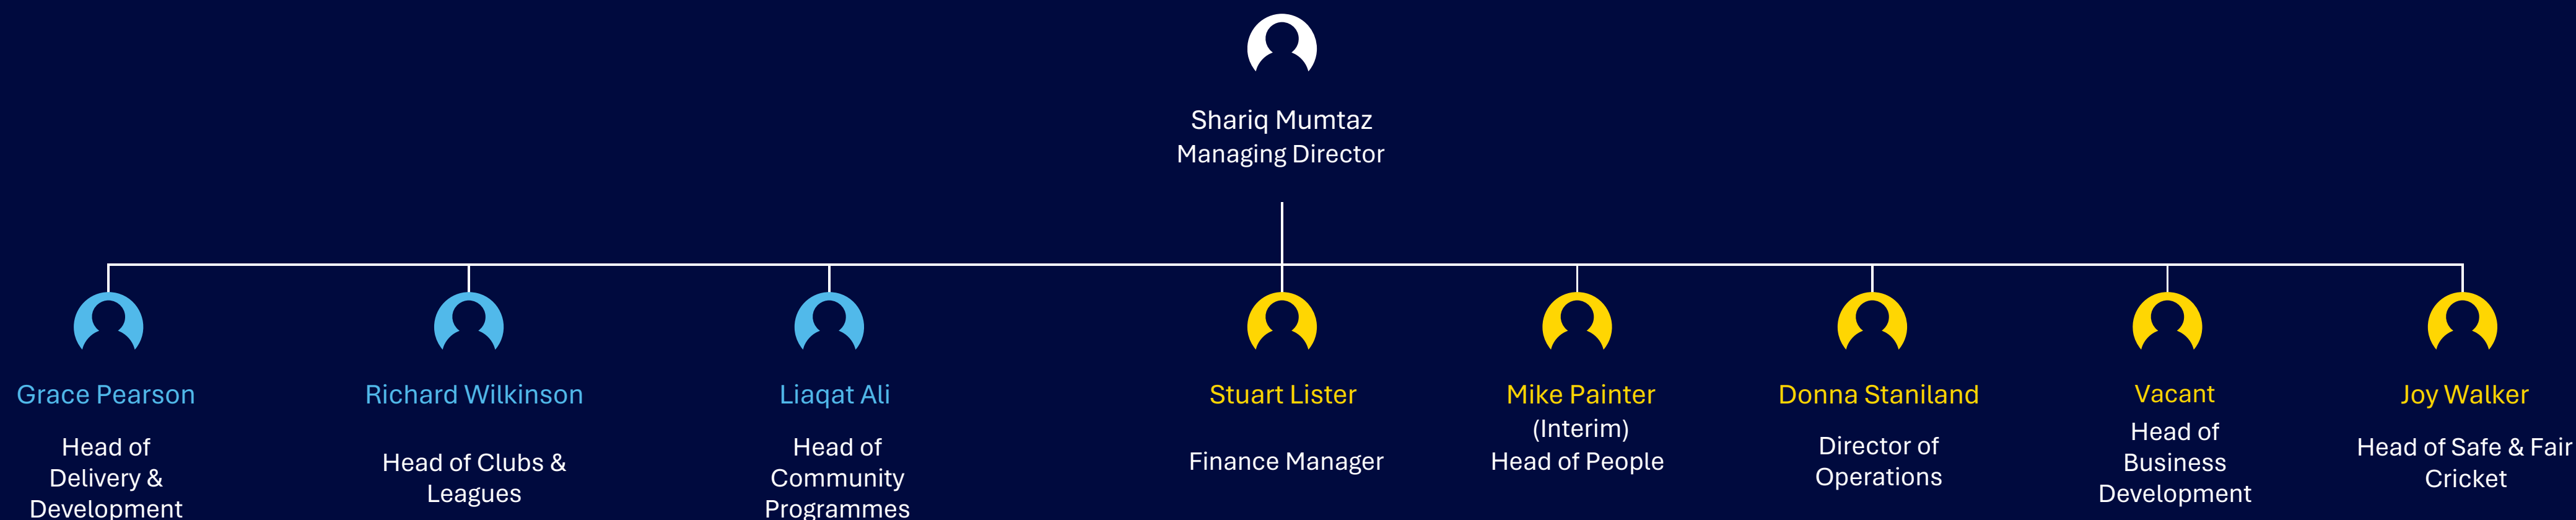 Shariq Mumtaz
Managing Director
Grace Pearson
Head of
Delivery &
Development
Richard Wilkinson
Head of Clubs &
Leagues
Liaqat Ali
Head of
Community
Programmes
Stuart Lister
Finance Manager
Mike Painter
(Interim)
Head of People
Donna Staniland
Director of
Operations
Vacant
Head of
Business
Development
Joy Walker
Head of Safe & Fair
Cricket